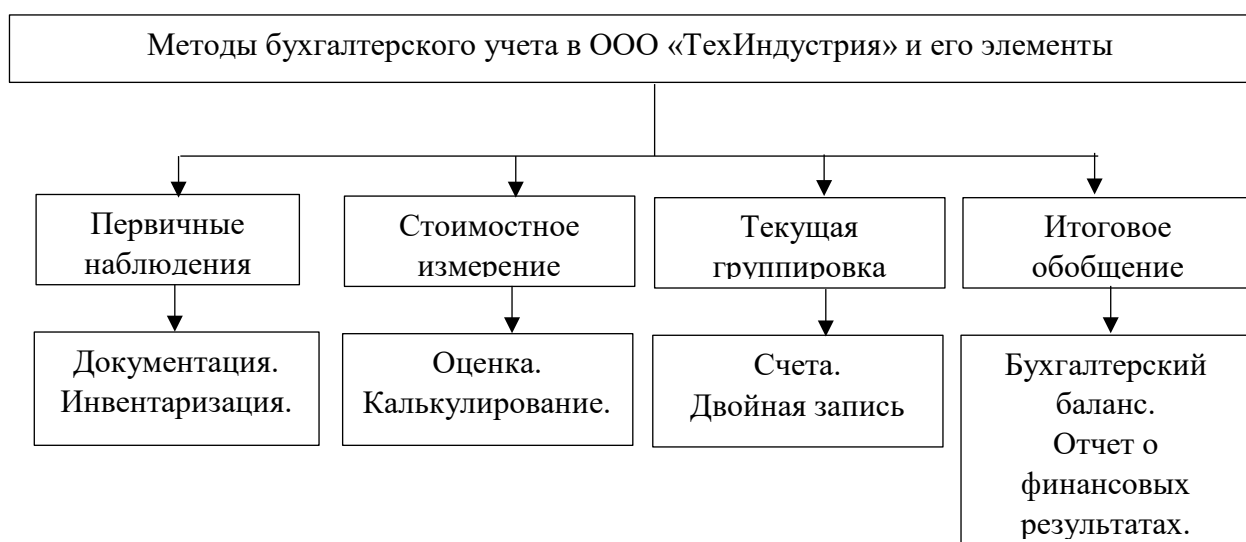 Методы бухгалтерского учета в ООО «ТехИндустрия» и его элементы
Первичные
наблюдения
Стоимостное
измерение
Текущая
группировка
Итоговое
обобщение
Документация.
Инвентаризация.
Оценка.
Калькулирование.
Счета.
Двойная запись
Бухгалтерский
баланс.
Отчет о
финансовых
результатах.